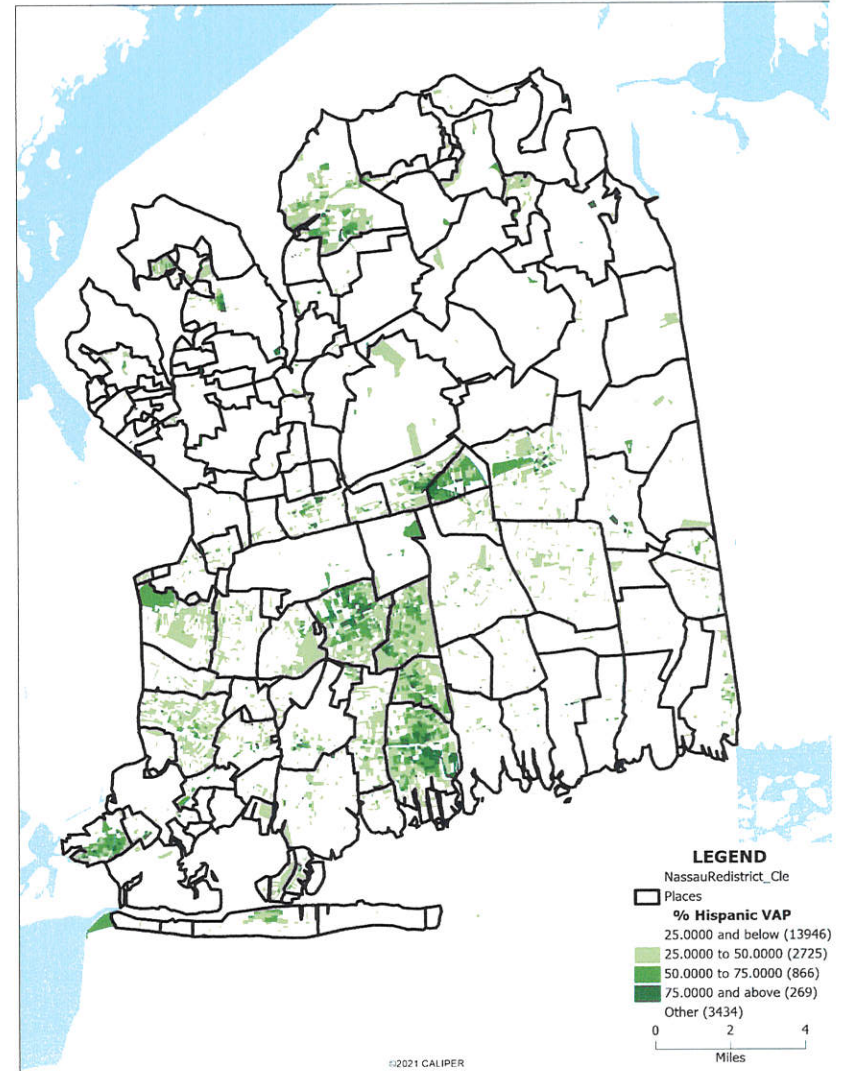 LEGEND
NassauRedistrict_Cle
Places
% Hispanic VAP
25.0000 and below (13946)
25.0000 to 50.0000 (2725)
50.0000 to 75.0000 (866)
75.0000 and above (269)
Other (3434)
0 2 4
Miles
©2021 CALIPER